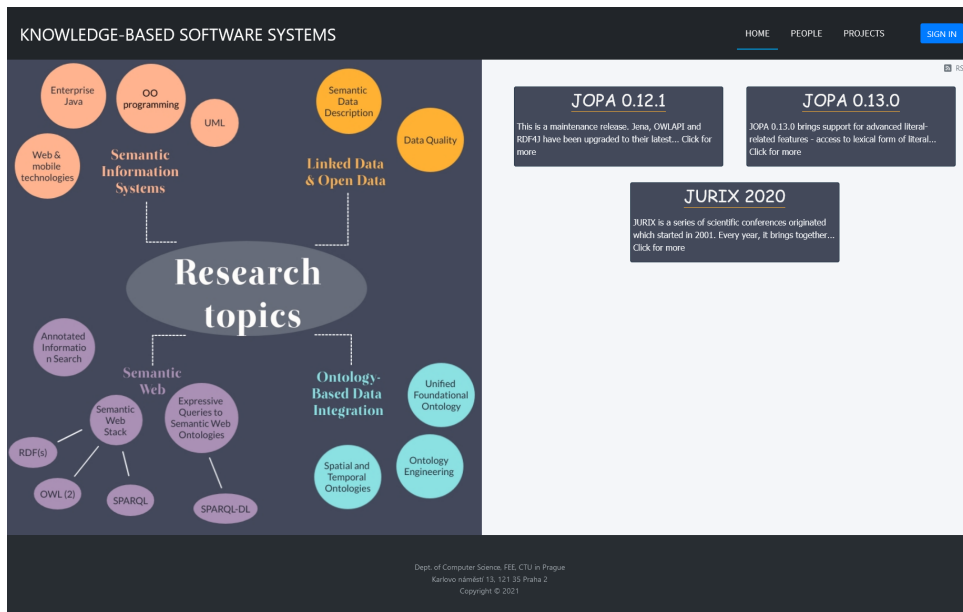 KNOWLEDGE-BASED SOFTWARE SYSTEMS
HOME
PEOPLE
PROJECTS
SIGN IN
Enterprise
Java
OO
programming
UML
Web &
mobile
technologies
Semantic
Information
Systems
Semantic
Data
Description
Data Quality
Linked Data
& Open Data
Research
topics
Annotated
Informatio
n Search
Semantic
Web
Semantic
Web
Stack
Expressive
Queries to
Semantic Web
Ontologies
RDF(s)
OWL (2)
SPARQL
SPARQL-DL
Ontology-
Based Data
Integration
Unified
Foundational
Ontology
Ontology
Engineering
Spatial and
Temporal
Ontologies
RS
JOPA 0.12.1
This is a maintenance release. Jena, OWLAPI and
RDF4J have been upgraded to their latest... Click for
more
JOPA 0.13.0
JOPA 0.13.0 brings support for advanced literal-
related features - access to lexical form of literal...
Click for more
JURIX 2020
JURIX is a series of scientific conferences originated
which started in 2001. Every year, it brings together...
Click for more
Dept. of Computer Science, FEE, CTU in Prague
Karlovo náměstí 13, 121 35 Praha 2
Copyright © 2021